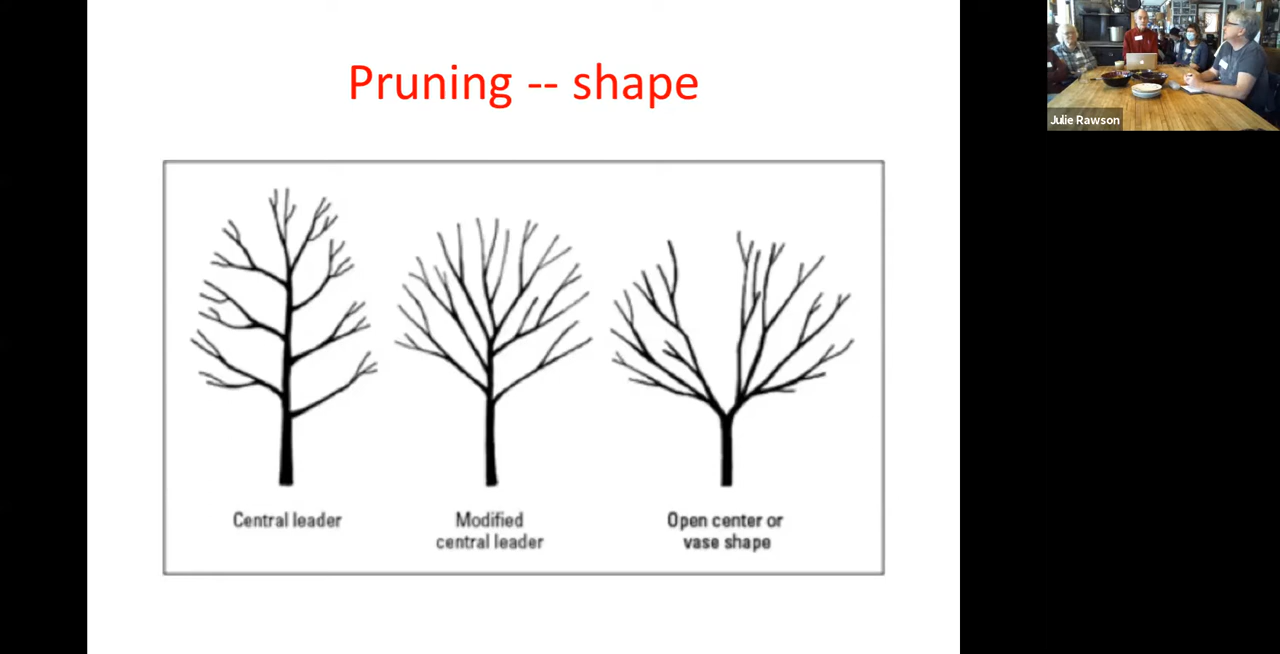 Pruning -- shape
Central leader
Modified
central leader
Open center or
vase shape
Julie Rawson